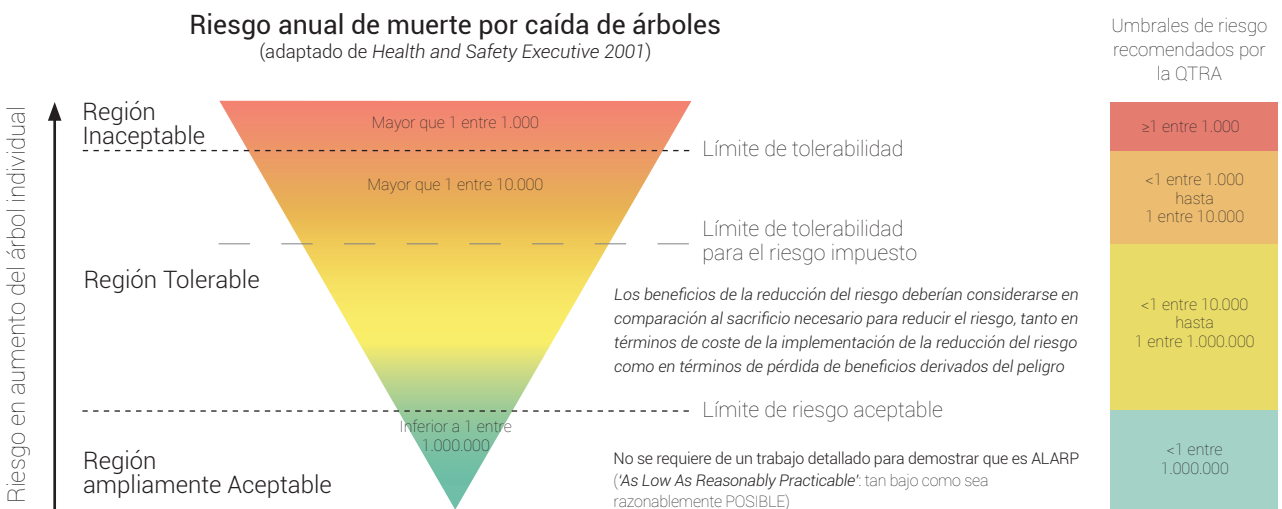 Riesgo anual de muerte por caída de árboles
(adaptado de Health and Safety Executive 2001)
Umbrales de riesgo
recomendados por
la QTRA
Riesgo en aumento del árbol individual
Región
Inaceptable
Mayor que 1 entre 1.000
Límite de tolerabilidad
Mayor que 1 entre 10.000
Límite de tolerabilidad
para el riesgo impuesto
Región Tolerable
Los beneficios de la reducción del riesgo deberían considerarse en
comparación al sacrificio necesario para reducir el riesgo, tanto en
términos de coste de la implementación de la reducción del riesgo
como en términos de pérdida de beneficios derivados del peligro
Límite de riesgo aceptable
Inferior a 1 entre
1.000.000
Región
ampliamente Aceptable
No se requiere de un trabajo detallado para demostrar que es ALARP
('As Low As Reasonably Practicable': tan bajo como sea
razonablemente POSIBLE)
≥1 entre 1.000
<1 entre 1.000
hasta
1 entre 10.000
<1 entre 10.000
hasta
1 entre 1.000.000
<1 entre
1.000.000